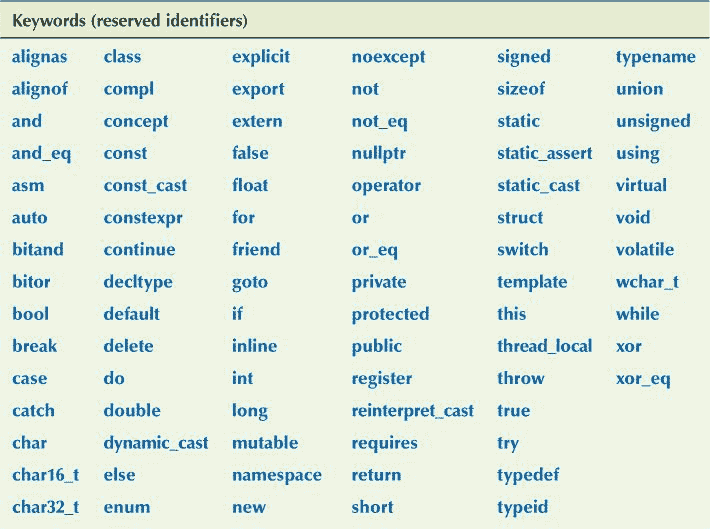 Keywords (reserved identifiers)
alignas class explicit noexcept signed typename
alignof compl export not sizeof union
and concept extern not_eq static unsigned
and_eq const false nullptr static_assert using
asm const_cast float operator static_cast virtual
auto constexpr for or struct void
bitand continue friend or_eq switch volatile
bitor decltype goto private template wchar_t
bool default if protected this while
break delete inline public thread_local xor
case do int register throw xor_eq
catch double long reinterpret_cast true
char dynamic_cast mutable requires try
char16_t else namespace return typedef
char32_t enum new short typeid